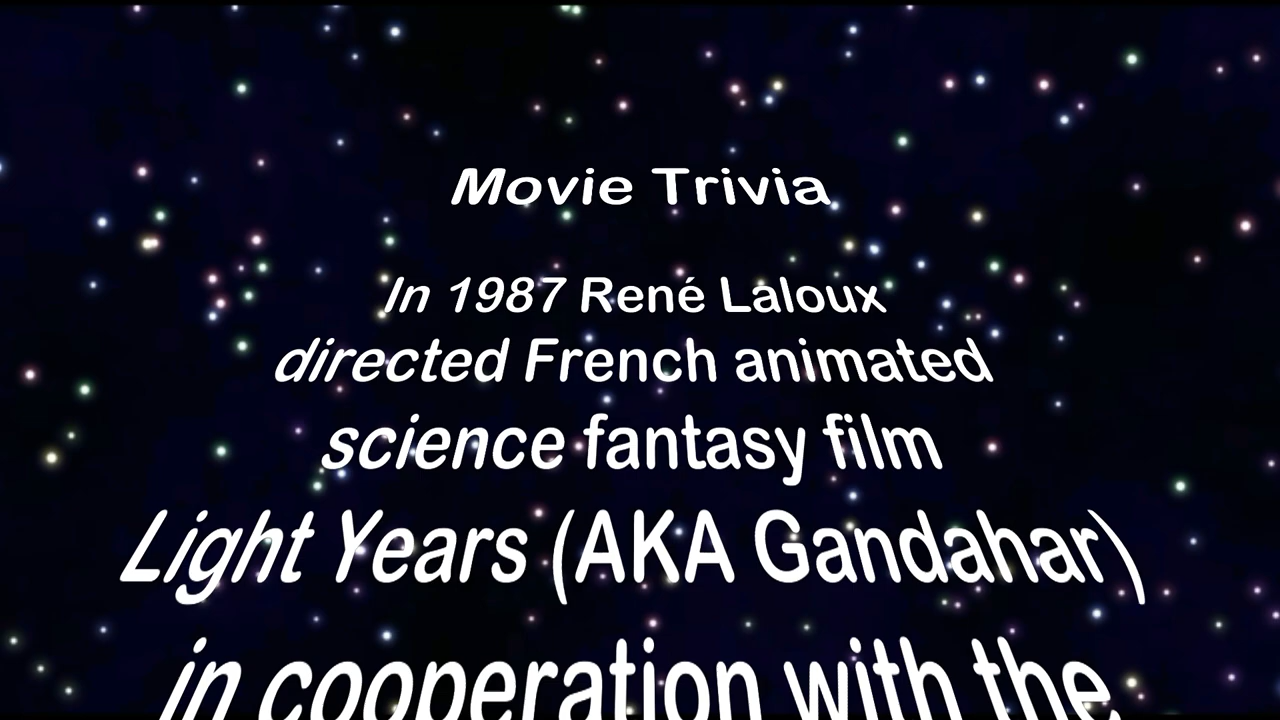 Movie Trivia
In 1987 René Laloux
directed French animated
science fantasy film
Light Years (AKA Gandahar)
in cooperation with the